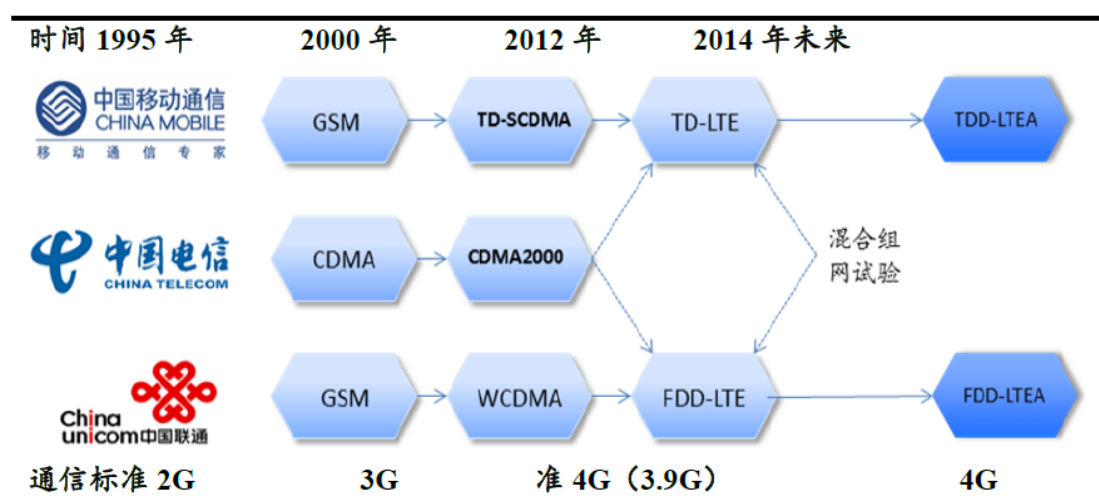 时间 1995 年 2000 年 2012 年 2014 年未来
中国移动通信
CHINA MOBILE
移动通信专家
GSM TD-SCDMA TD-LTE TDD-LTEA
中国电信
CHINA TELECOM
CDMA CDMA2000
混合组
网试验
China
unicom中国联通
GSM WCDMA FDD-LTE FDD-LTEA
通信标准 2G 3G 准 4G（3.9G） 4G